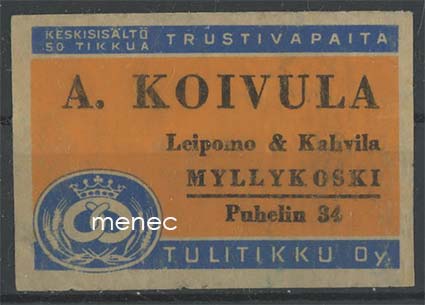 KESKISISÄLTÖ
50 TIKKUA
TRUSTIVAPAITA
A. KOIVULA
Leipomo & Kahvila
MYLLYKOSKI
Puhelin 34
menec
TULITIKKU Oy.